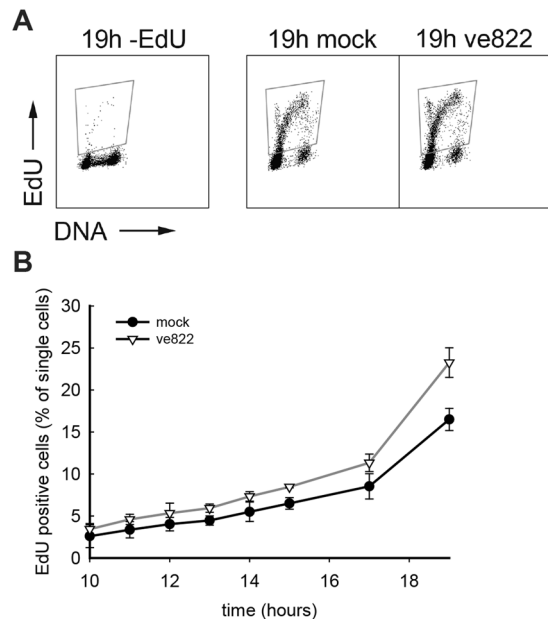 A
19h -EdU
19h mock
19h ve822
EdU
DNA
B
EdU positive cells (% of single cells)
30
25
20
15
10
5
0
mock
ve822
10
12
14
16
18
time (hours)